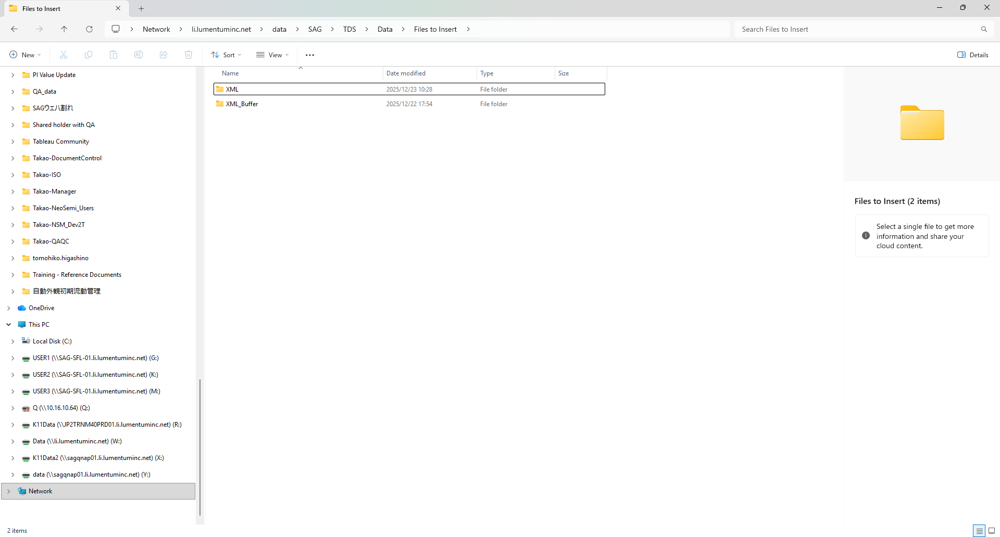 Files to Insert
Network
li.lumentuminc.net
data
SAG
TDS
Data
Files to Insert
Search Files to Insert
New
Sort
View
Details
PI Value Update
QA_data
SAGウエハ割れ
Shared holder with QA
Tableau Community
Takao-DocumentControl
Takao-ISO
Takao-Manager
Takao-NeoSemi_Users
Takao-NSM_Dev2T
Takao-QAQC
tomohiko.higashino
Training - Reference Documents
自動外観初期流動管理
OneDrive
This PC
Local Disk (C:)
USER1 (\\SAG-SFL-01.li.lumentuminc.net) (G:)
USER2 (\\SAG-SFL-01.li.lumentuminc.net) (K:)
USER3 (\\SAG-SFL-01.li.lumentuminc.net) (M:)
Q (\\10.16.10.64) (Q:)
K11Data (\\JP2TRNM40PRD01.li.lumentuminc.net) (R:)
Data (\\li.lumentuminc.net) (W:)
K11Data2 (\\sagqnap01.li.lumentuminc.net) (X:)
data (\\sagqnap01.li.lumentuminc.net) (Y:)
Network
2 items
Name Date modified Type Size
XML 2025/12/23 10:28 File folder
XML_Buffer 2025/12/22 17:54 File folder
Files to Insert (2 items)
Select a single file to get more
information and share your
cloud content.